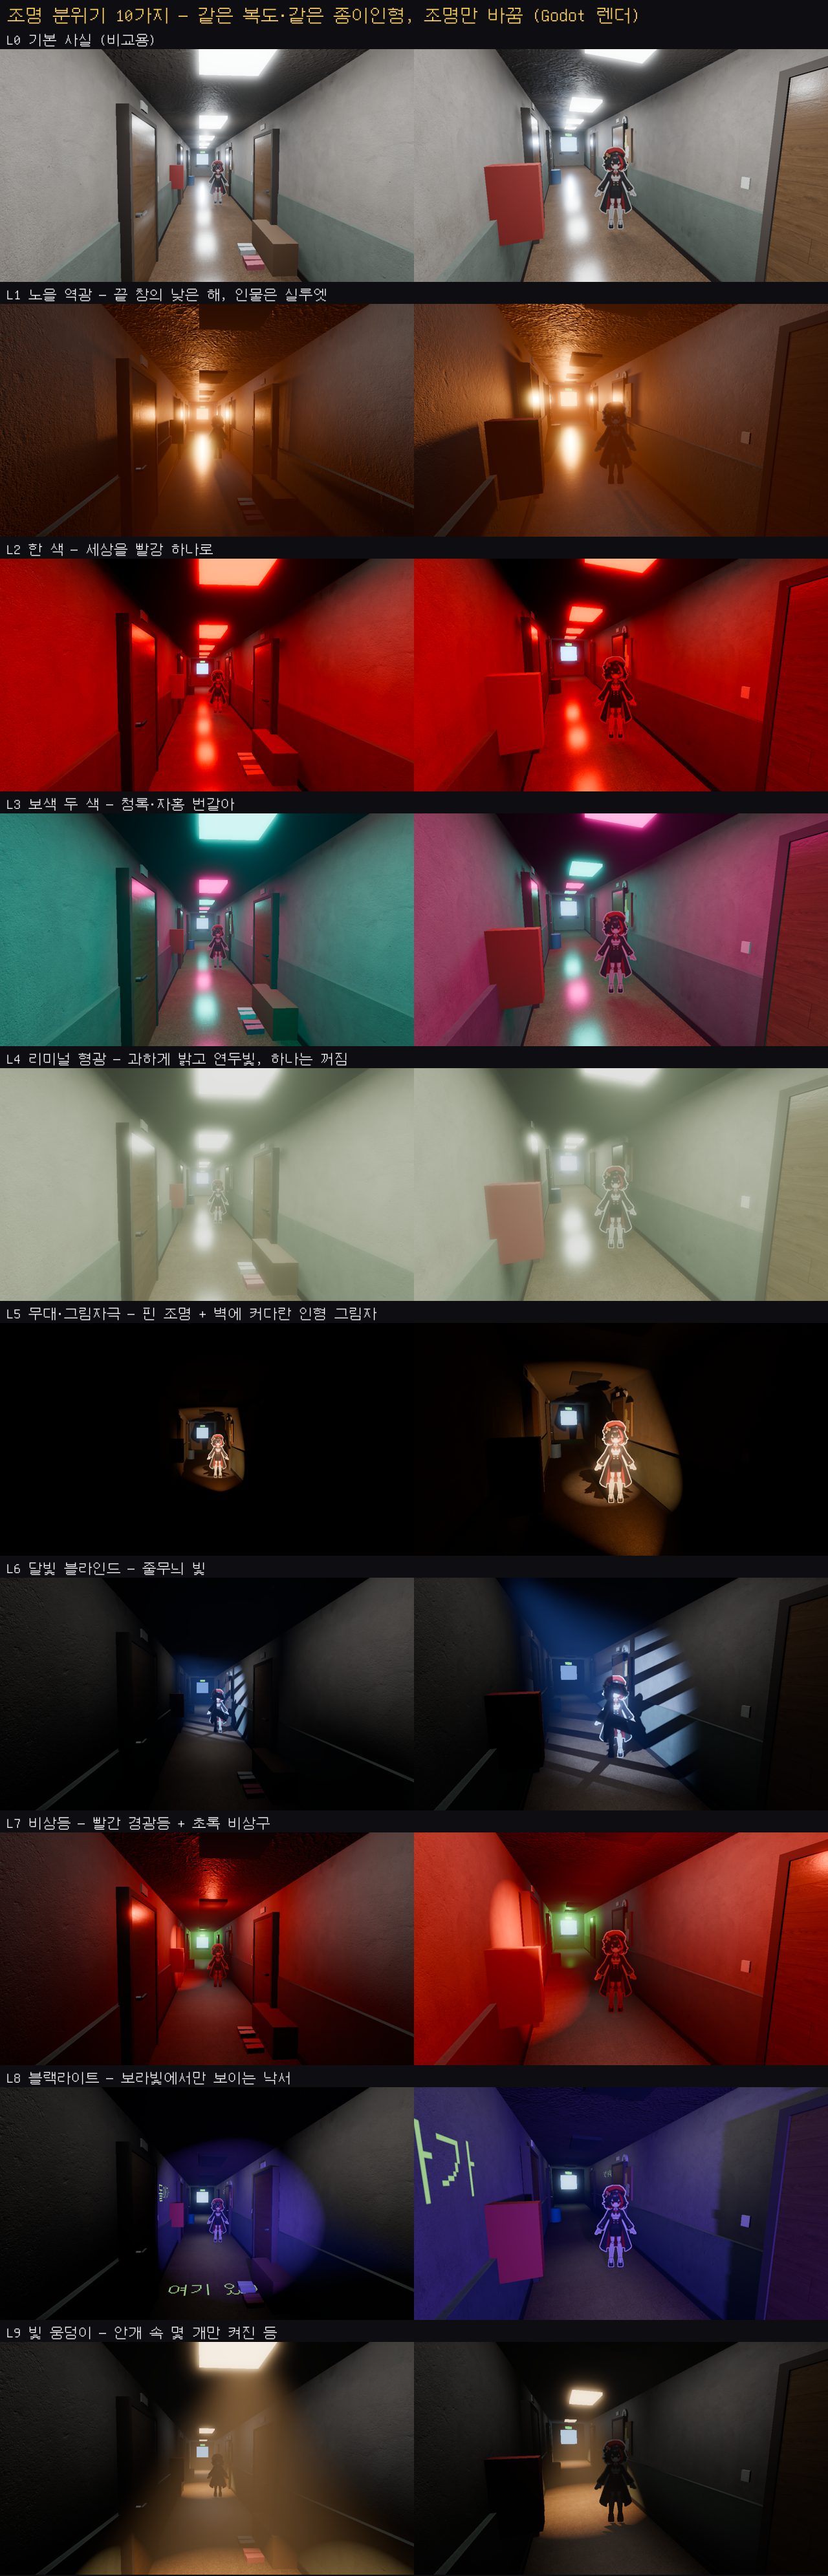 조명 분위기 10가지 — 같은 복도·같은 종이인형, 조명만 바꿈 (Godot 렌더)
L0 기본 사실 (비교용)
L1 노을 역광 — 끝 창의 낮은 해, 인물은 실루엣
L2 한 색 — 세상을 빨강 하나로
L3 보색 두 색 — 청록·자홍 번갈아
L4 리미널 형광 — 과하게 밝고 연두빛, 하나는 꺼짐
L5 무대·그림자극 — 핀 조명 + 벽에 커다란 인형 그림자
L6 달빛 블라인드 — 줄무늬 빛
L7 비상등 — 빨간 경광등 + 초록 비상구
L8 블랙라이트 — 보라빛에서만 보이는 낙서
여기
L9 빛 웅덩이 — 안개 속 몇 개만 켜진 등